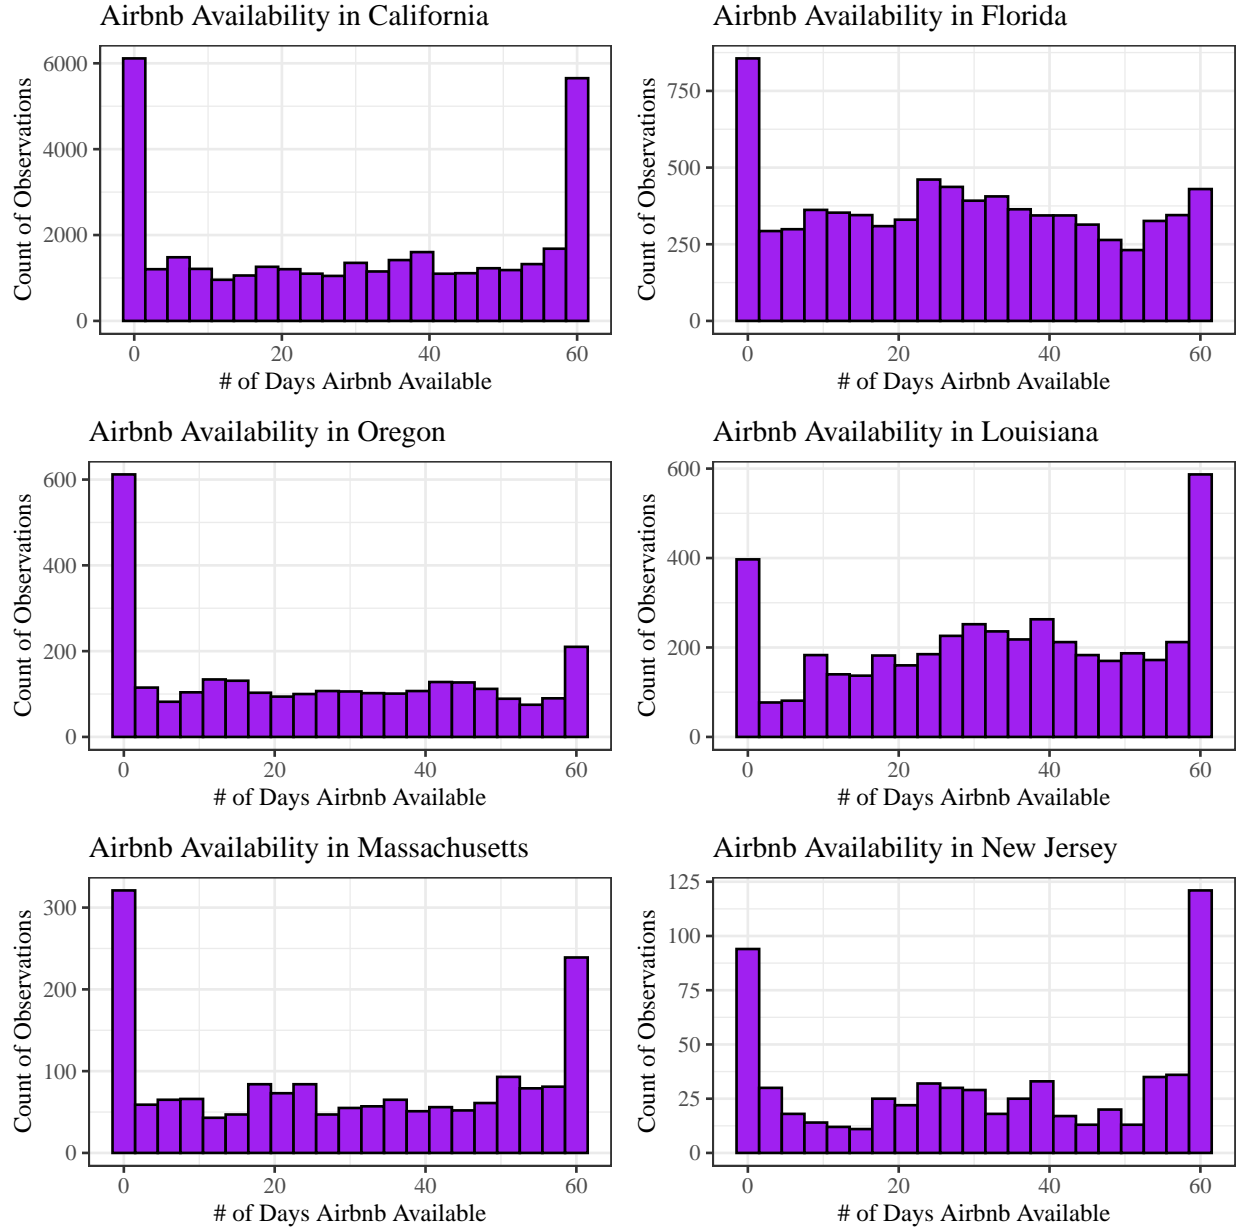 Airbnb Availability in California
Count of Observations
6000
4000
2000
0
0 20 40 60
# of Days Airbnb Available
Airbnb Availability in Florida
Count of Observations
750
500
250
0
0 20 40 60
# of Days Airbnb Available
Airbnb Availability in Oregon
Count of Observations
600
400
200
0
0 20 40 60
# of Days Airbnb Available
Airbnb Availability in Louisiana
Count of Observations
600
400
200
0
0 20 40 60
# of Days Airbnb Available
Airbnb Availability in Massachusetts
Count of Observations
300
200
100
0
0 20 40 60
# of Days Airbnb Available
Airbnb Availability in New Jersey
Count of Observations
125
100
75
50
25
0
0 20 40 60
# of Days Airbnb Available